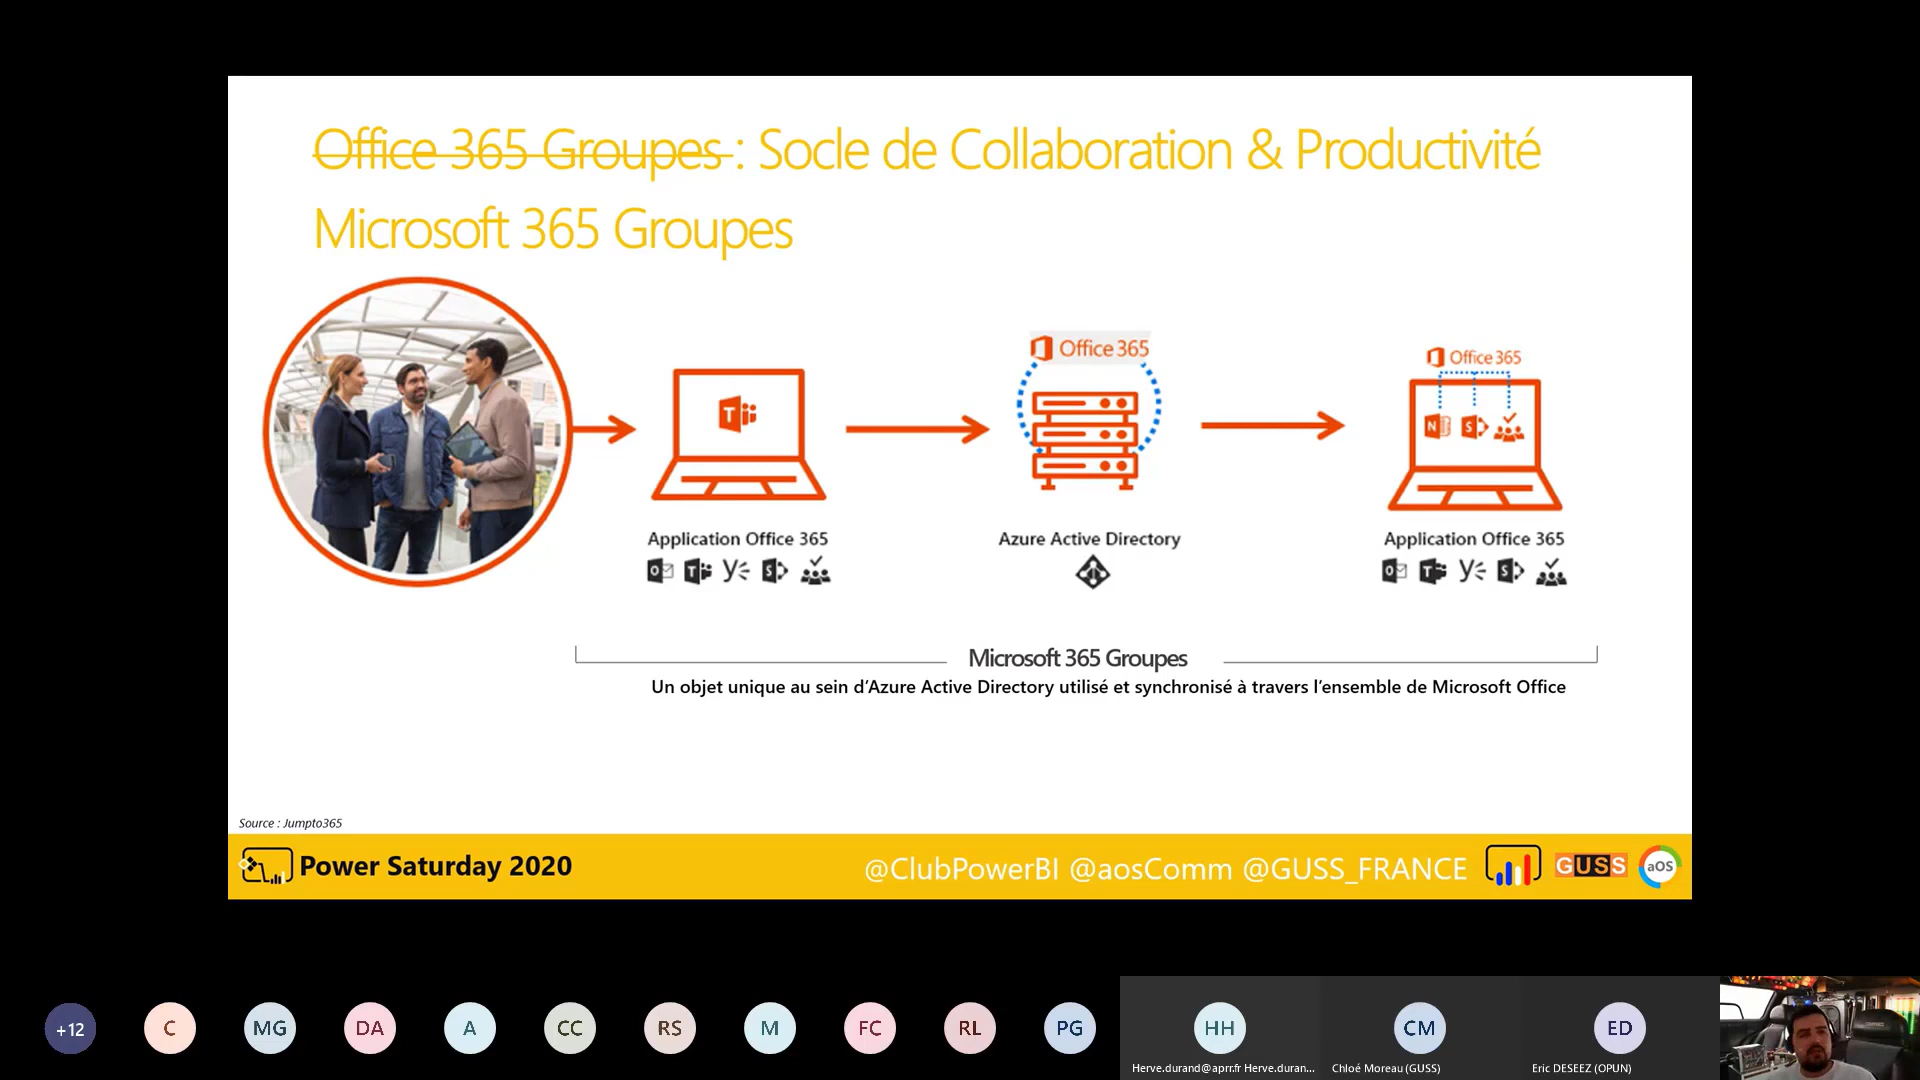 Office 365 Groupes : Socle de Collaboration & Productivité
Microsoft 365 Groupes
Office 365
Office 365
Application Office 365
Azure Active Directory
Application Office 365
Microsoft 365 Groupes
Un objet unique au sein d’Azure Active Directory utilisé et synchronisé à travers l’ensemble de Microsoft Office
Source : Jumpto365
Power Saturday 2020
@ClubPowerBI @aosComm @GUSS_FRANCE
GUSS
aOS
+12
C
MG
DA
A
CC
RS
M
FC
RL
PG
HH
CM
ED
Herve.durand@aprr.fr Herve.duran...
Chloé Moreau (GUSS)
Eric DESEEZ (OPUN)